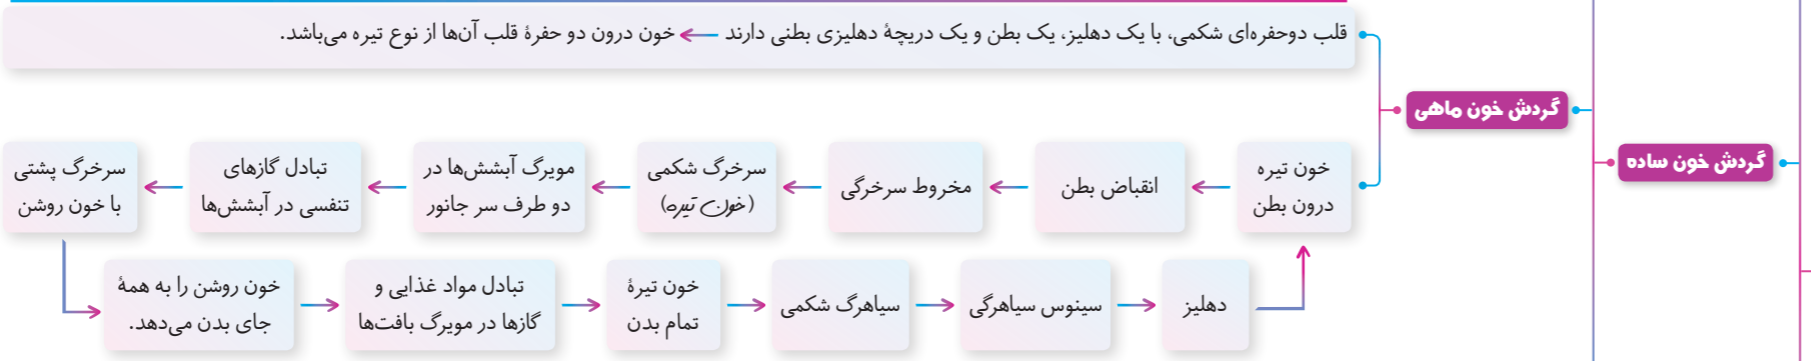 گردش خون ساده
گردش خون ماهی
قلب دوحفره‌ای شکمی، با یک دهلیز، یک بطن و یک دریچهٔ دهلیزی بطنی دارند
خون درون دو حفرهٔ قلب آن‌ها از نوع تیره می‌باشد.
خون تیره
درون بطن
انقباض بطن
مخروط سرخرگی
سرخرگ شکمی
(خون تیره)
مویرگ آبشش‌ها در
دو طرف سر جانور
تبادل گازهای
تنفسی در آبشش‌ها
سرخرگ پشتی
با خون روشن
خون روشن را به همهٔ
جای بدن می‌دهد.
تبادل مواد غذایی و
گازها در مویرگ بافت‌ها
خون تیرهٔ
تمام بدن
سیاهرگ شکمی
سینوس سیاهرگی
دهلیز